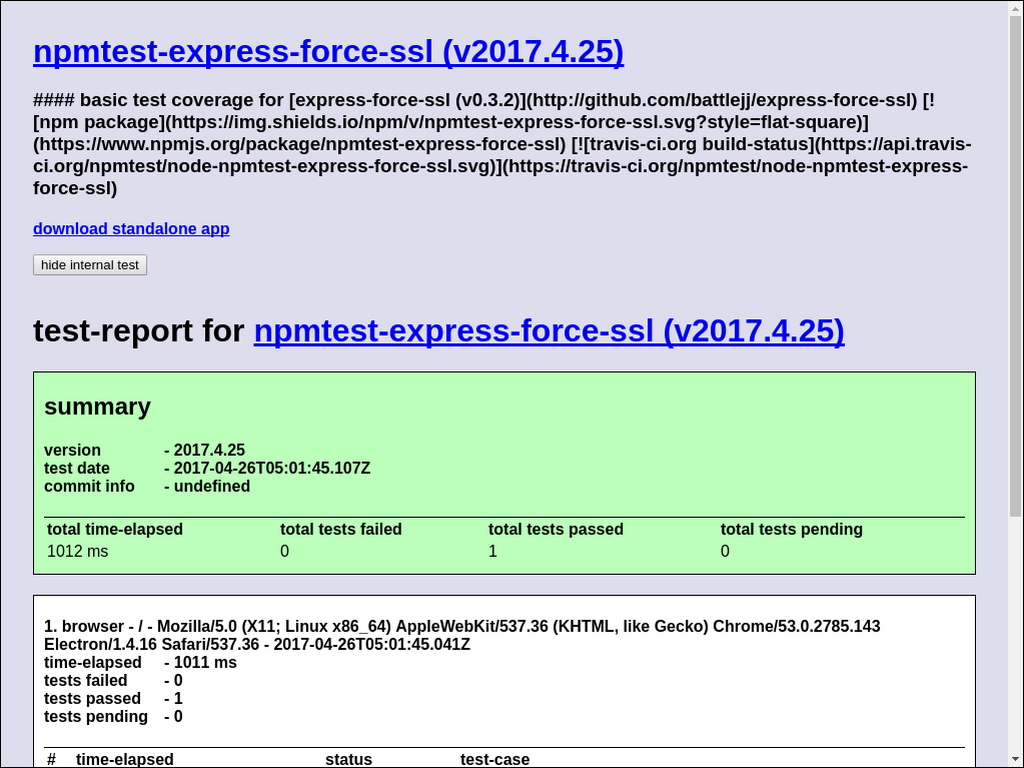 npmtest-express-force-ssl (v2017.4.25)
#### basic test coverage for [express-force-ssl (v0.3.2)](http://github.com/battlejj/express-force-ssl) [!
[npm package](https://img.shields.io/npm/v/npmtest-express-force-ssl.svg?style=flat-square)]
(https://www.npmjs.org/package/npmtest-express-force-ssl) [![travis-ci.org build-status](https://api.travis-
ci.org/npmtest/node-npmtest-express-force-ssl.svg)](https://travis-ci.org/npmtest/node-npmtest-express-
force-ssl)
download standalone app
hide internal test
test-report for npmtest-express-force-ssl (v2017.4.25)
summary
version - 2017.4.25
test date - 2017-04-26T05:01:45.107Z
commit info - undefined
total time-elapsed total tests failed total tests passed total tests pending
1012 ms 0 1 0
1. browser - / - Mozilla/5.0 (X11; Linux x86_64) AppleWebKit/537.36 (KHTML, like Gecko) Chrome/53.0.2785.143
Electron/1.4.16 Safari/537.36 - 2017-04-26T05:01:45.041Z
time-elapsed - 1011 ms
tests failed - 0
tests passed - 1
tests pending - 0
# time-elapsed status test-case